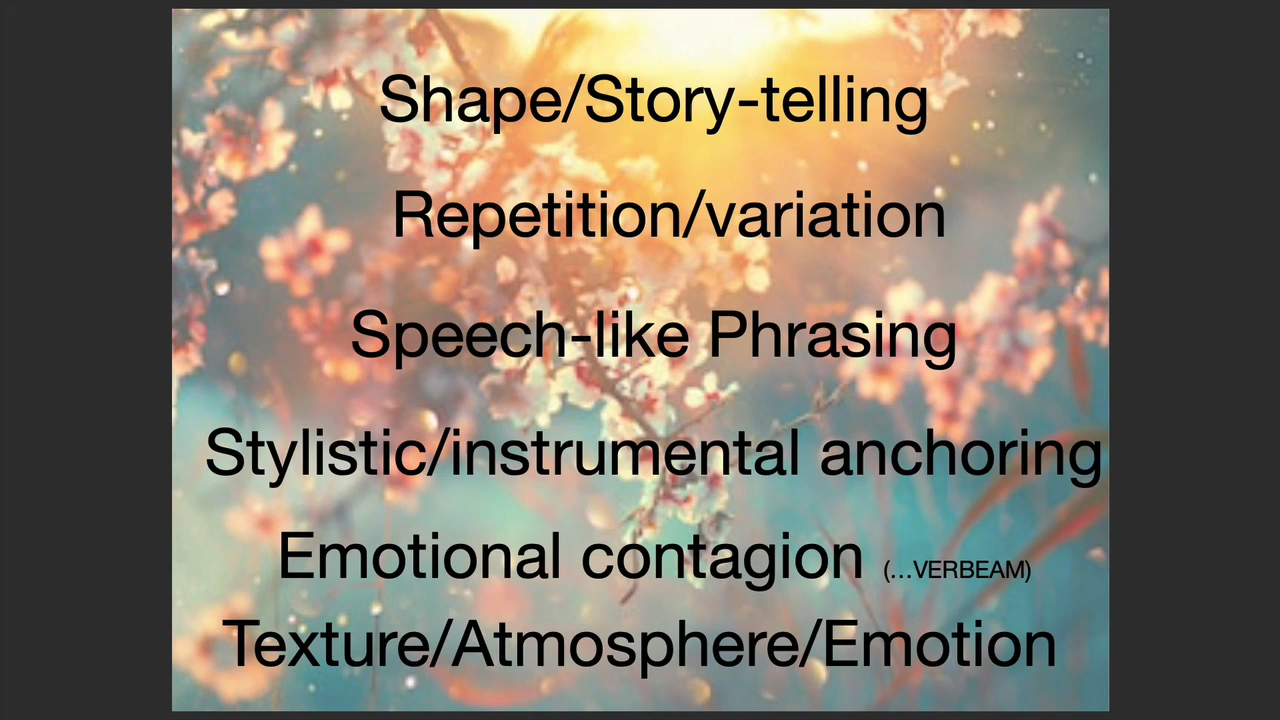 Shape/Story-telling
Repetition/variation
Speech-like Phrasing
Stylistic/instrumental anchoring
Emotional contagion (...VERBEAM)
Texture/Atmosphere/Emotion